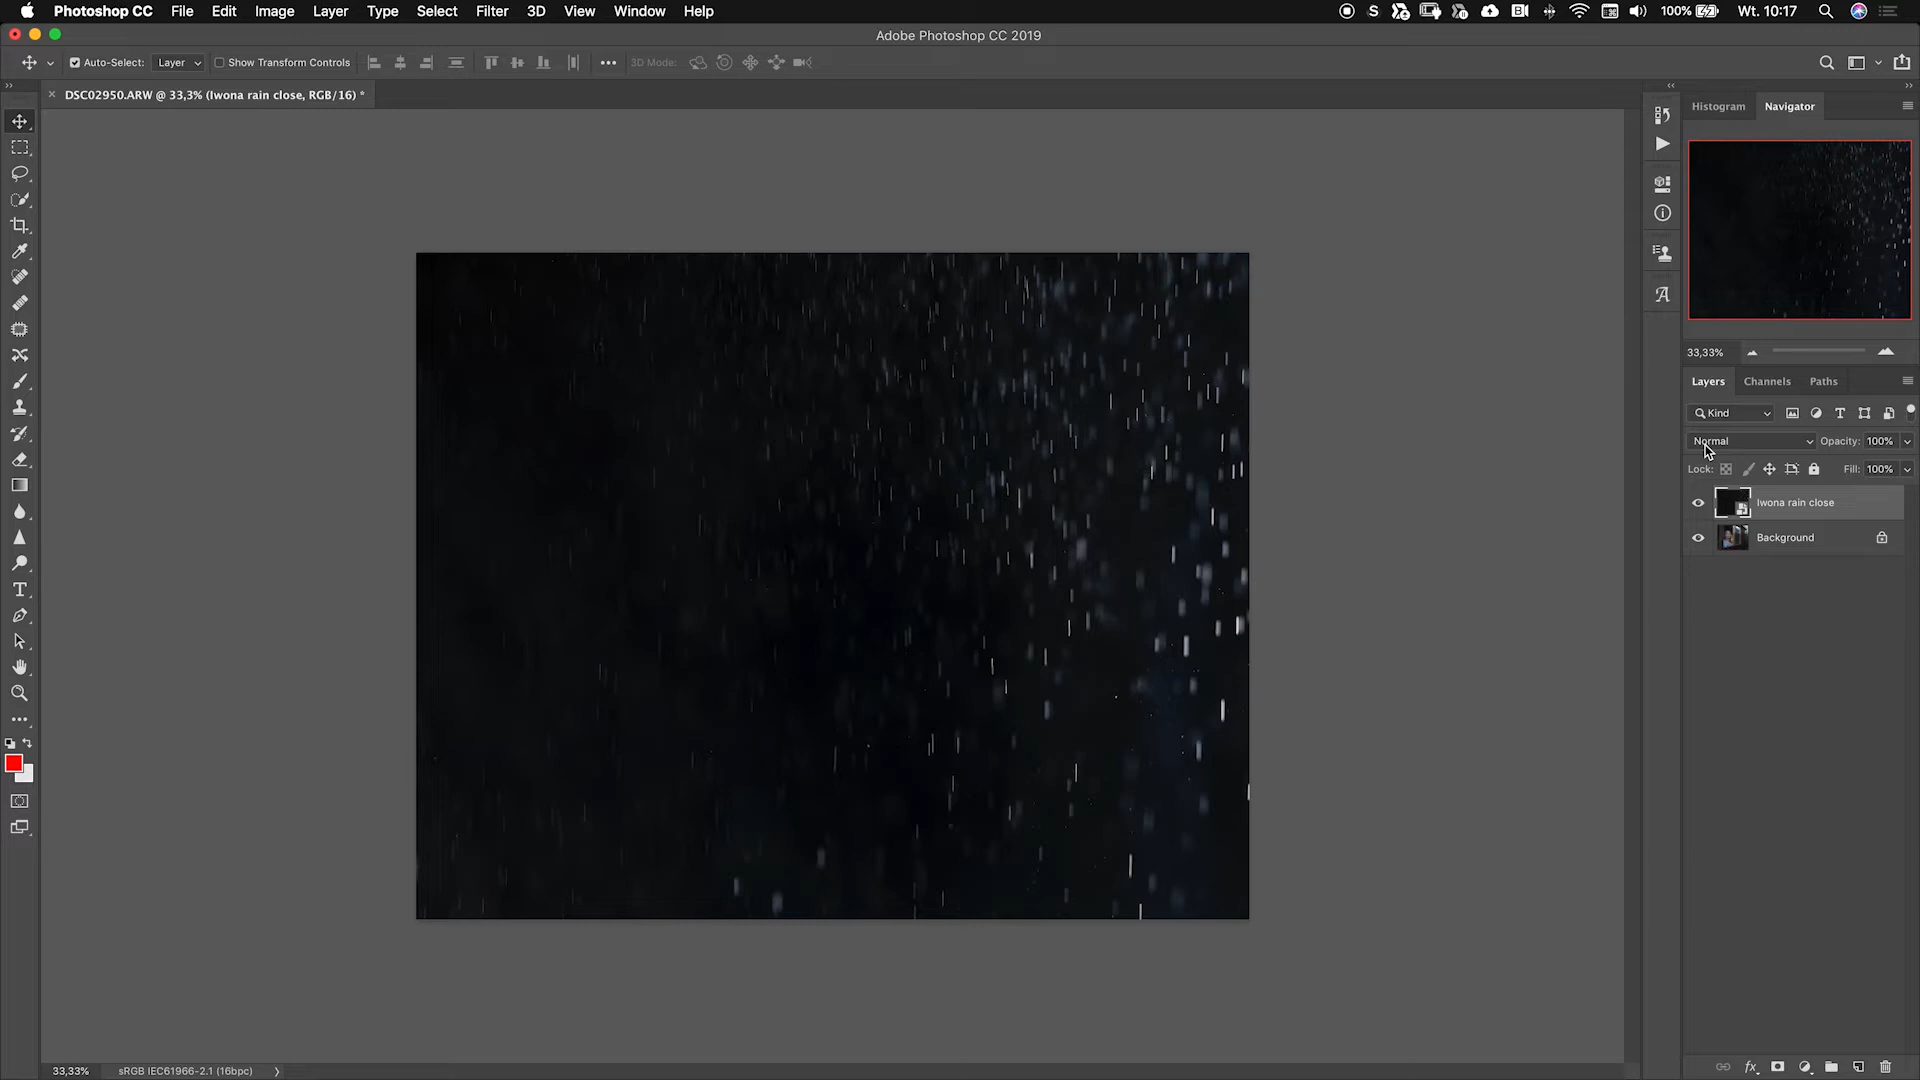 Photoshop CC File Edit Image Layer Type Select Filter 3D View Window Help 100% Wt. 10:17
Adobe Photoshop CC 2019
Auto-Select: Layer Show Transform Controls 3D Mode:
DSC02950.ARW @ 33,3% (Iwona rain close, RGB/16) *
Histogram Navigator
33,33%
Layers Channels Paths
Kind
Normal Opacity: 100%
Lock: Fill: 100%
Iwona rain close
Background
33,33% sRGB IEC61966-2.1 (16bpc)